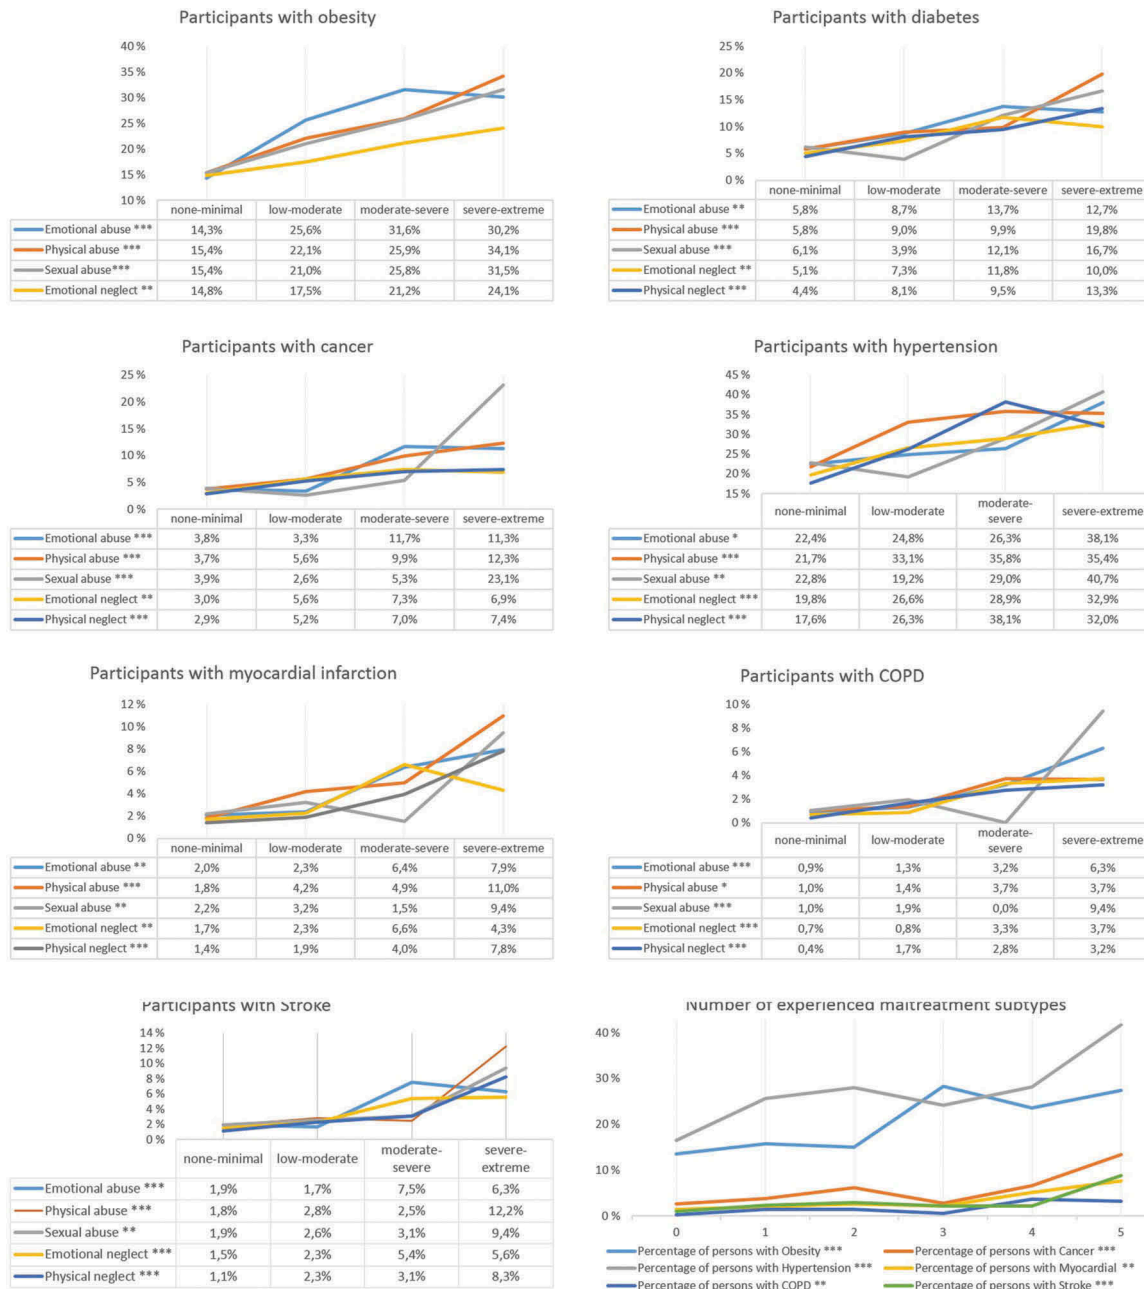 Participants with obesity
40 %
35 %
30 %
25 %
20 %
15 %
10 %
none-minimal low-moderate moderate-severe severe-extreme
Emotional abuse *** 14,3% 25,6% 31,6% 30,2%
Physical abuse *** 15,4% 22,1% 25,9% 34,1%
Sexual abuse*** 15,4% 21,0% 25,8% 31,5%
Emotional neglect ** 14,8% 17,5% 21,2% 24,1%
Participants with diabetes
25 %
20 %
15 %
10 %
5 %
0 %
none-minimal low-moderate moderate-severe severe-extreme
Emotional abuse ** 5,8% 8,7% 13,7% 12,7%
Physical abuse *** 5,8% 9,0% 9,9% 19,8%
Sexual abuse *** 6,1% 3,9% 12,1% 16,7%
Emotional neglect ** 5,1% 7,3% 11,8% 10,0%
Physical neglect *** 4,4% 8,1% 9,5% 13,3%
Participants with cancer
25 %
20 %
15 %
10 %
5 %
0 %
none-minimal low-moderate moderate-severe severe-extreme
Emotional abuse *** 3,8% 3,3% 11,7% 11,3%
Physical abuse *** 3,7% 5,6% 9,9% 12,3%
Sexual abuse *** 3,9% 2,6% 5,3% 23,1%
Emotional neglect ** 3,0% 5,6% 7,3% 6,9%
Physical neglect *** 2,9% 5,2% 7,0% 7,4%
Participants with hypertension
45 %
40 %
35 %
30 %
25 %
20 %
15 %
none-minimal low-moderate moderate- severe-extreme
severe
Emotional abuse * 22,4% 24,8% 26,3% 38,1%
Physical abuse *** 21,7% 33,1% 35,8% 35,4%
Sexual abuse ** 22,8% 19,2% 29,0% 40,7%
Emotional neglect *** 19,8% 26,6% 28,9% 32,9%
Physical neglect *** 17,6% 26,3% 38,1% 32,0%
Participants with myocardial infarction
12 %
10 %
8 %
6 %
4 %
2 %
0 %
none-minimal low-moderate moderate-severe severe-extreme
Emotional abuse ** 2,0% 2,3% 6,4% 7,9%
Physical abuse *** 1,8% 4,2% 4,9% 11,0%
Sexual abuse ** 2,2% 3,2% 1,5% 9,4%
Emotional neglect ** 1,7% 2,3% 6,6% 4,3%
Physical neglect *** 1,4% 1,9% 4,0% 7,8%
Participants with COPD
10 %
8 %
6 %
4 %
2 %
0 %
none-minimal low-moderate moderate- severe-extreme
severe
Emotional abuse *** 0,9% 1,3% 3,2% 6,3%
Physical abuse * 1,0% 1,4% 3,7% 3,7%
Sexual abuse *** 1,0% 1,9% 0,0% 9,4%
Emotional neglect *** 0,7% 0,8% 3,3% 3,7%
Physical neglect *** 0,4% 1,7% 2,8% 3,2%
Participants with Stroke
14 %
12 %
10 %
8 %
6 %
4 %
2 %
0 %
none-minimal low-moderate moderate- severe-
severe extreme
Emotional abuse *** 1,9% 1,7% 7,5% 6,3%
Physical abuse *** 1,8% 2,8% 2,5% 12,2%
Sexual abuse ** 1,9% 2,6% 3,1% 9,4%
Emotional neglect *** 1,5% 2,3% 5,4% 5,6%
Physical neglect *** 1,1% 2,3% 3,1% 8,3%
Number of experienced maltreatment subtypes
40 %
30 %
20 %
10 %
0 %
0 1 2 3 4 5
Percentage of persons with Obesity *** Percentage of persons with Cancer ***
Percentage of persons with Hypertension *** Percentage of persons with Myocardial **
Percentage of persons with COPD ** Percentage of persons with Stroke ***